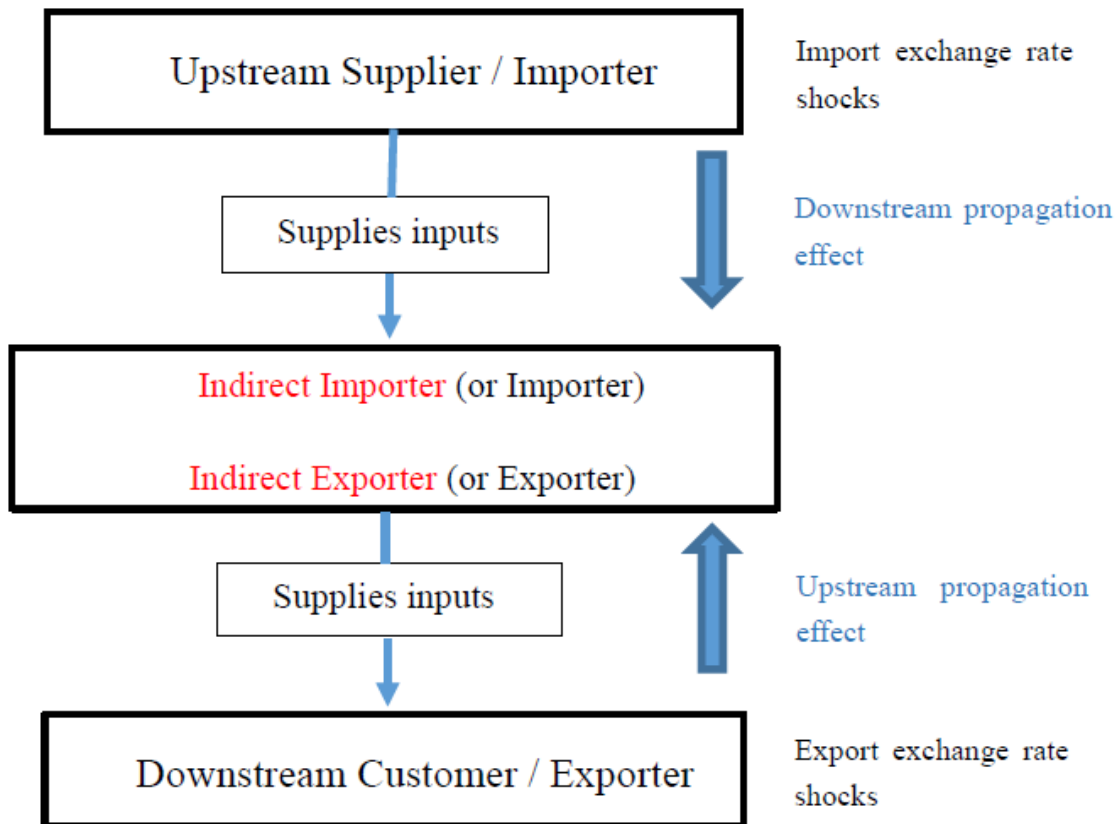 Upstream Supplier / Importer
Import exchange rate
shocks
Supplies inputs
Downstream propagation
effect
Indirect Importer (or Importer)
Indirect Exporter (or Exporter)
Supplies inputs
Upstream propagation
effect
Downstream Customer / Exporter
Export exchange rate
shocks